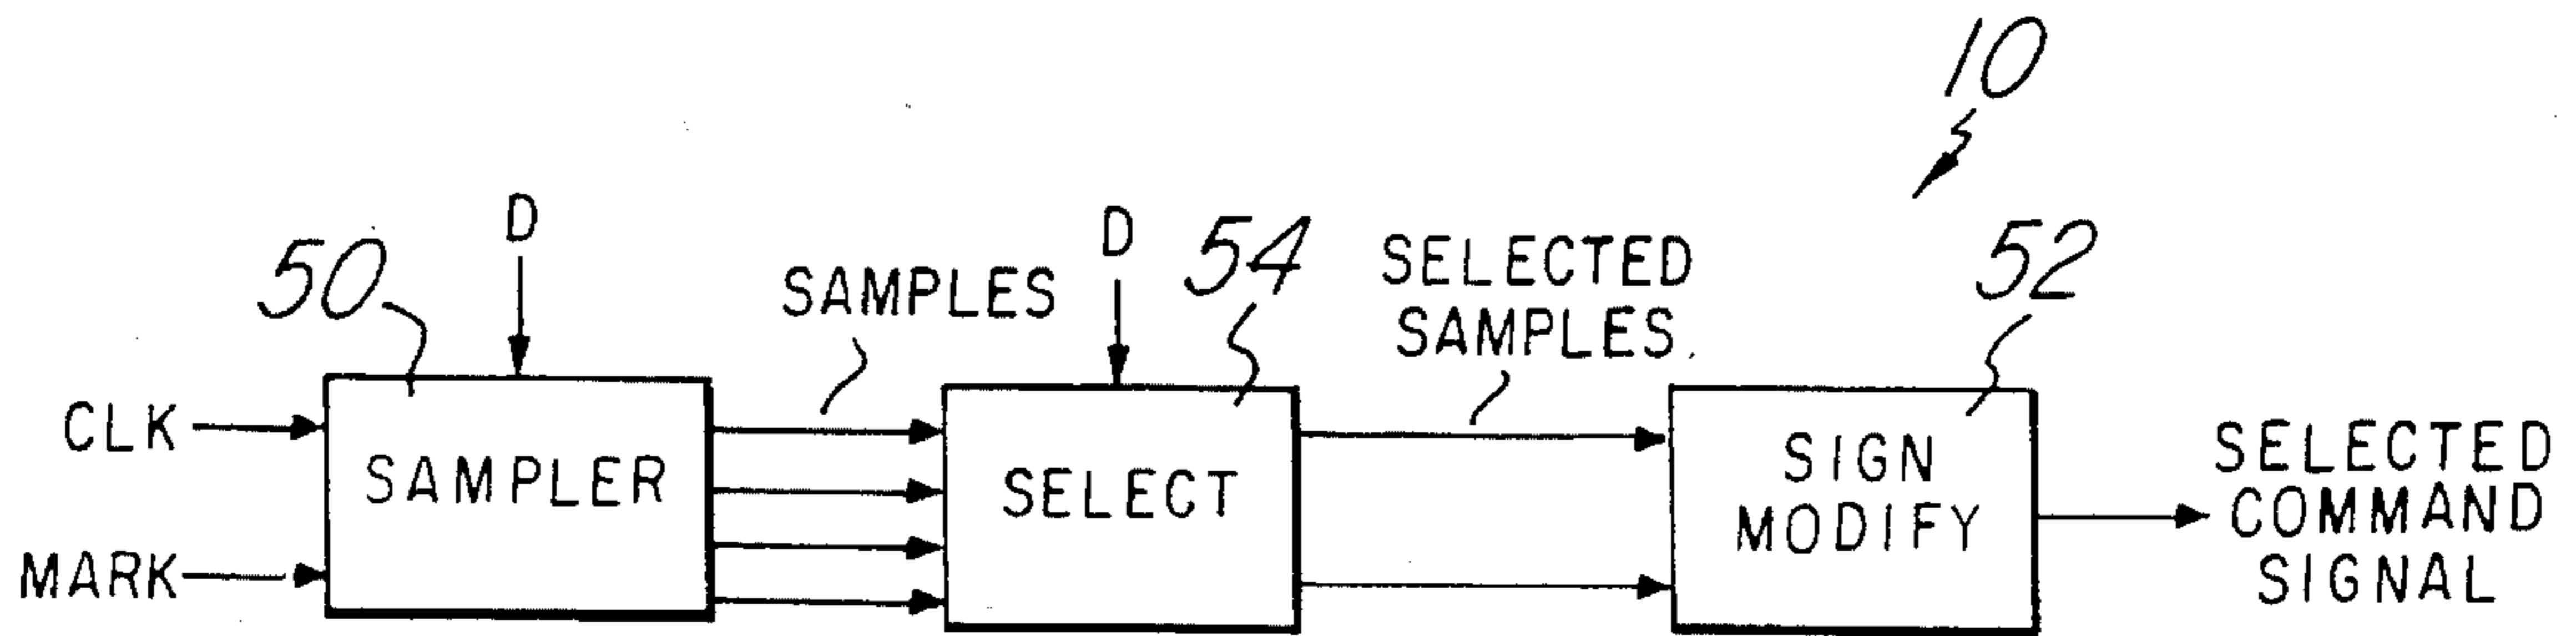 10
D
50
SAMPLES
D
54
SELECTED
SAMPLES
52
CLK
SAMPLER
MARK
SELECT
SIGN
MODIFY
SELECTED
COMMAND
SIGNAL